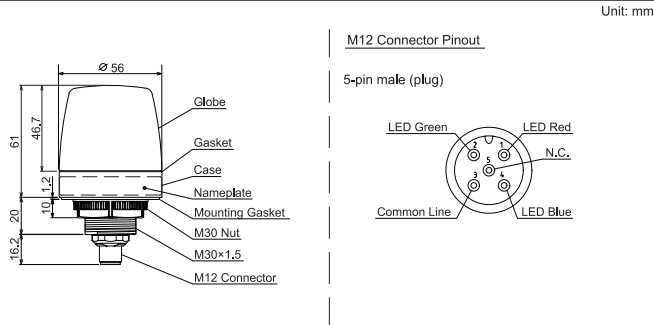 Unit: mm
M12 Connector Pinout
5-pin male (plug)
Ø 56
Globe
Gasket
Case
Nameplate
Mounting Gasket
M30 Nut
M30×1.5
M12 Connector
61
46.7
1.2
20
10
16.2
LED Green
LED Red
N.C.
Common Line
LED Blue
2
1
5
3
4